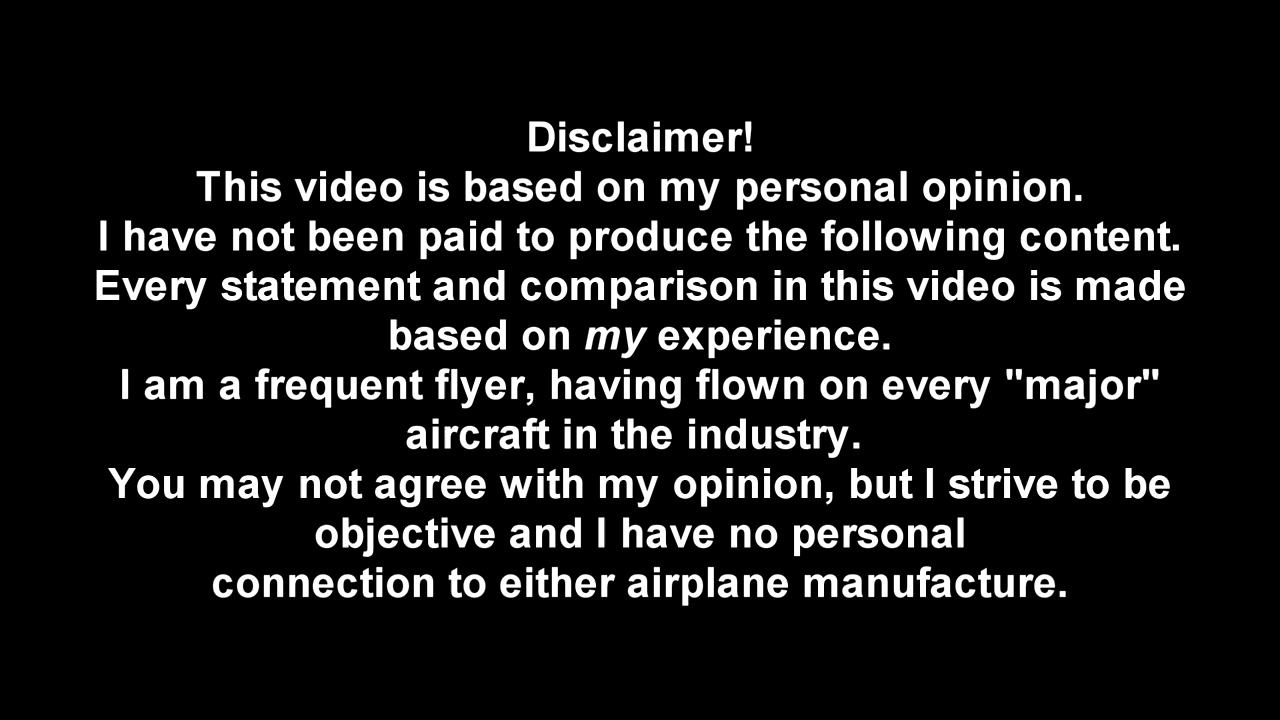 Disclaimer!
This video is based on my personal opinion.
I have not been paid to produce the following content.
Every statement and comparison in this video is made
based on my experience.
I am a frequent flyer, having flown on every "major"
aircraft in the industry.
You may not agree with my opinion, but I strive to be
objective and I have no personal
connection to either airplane manufacture.